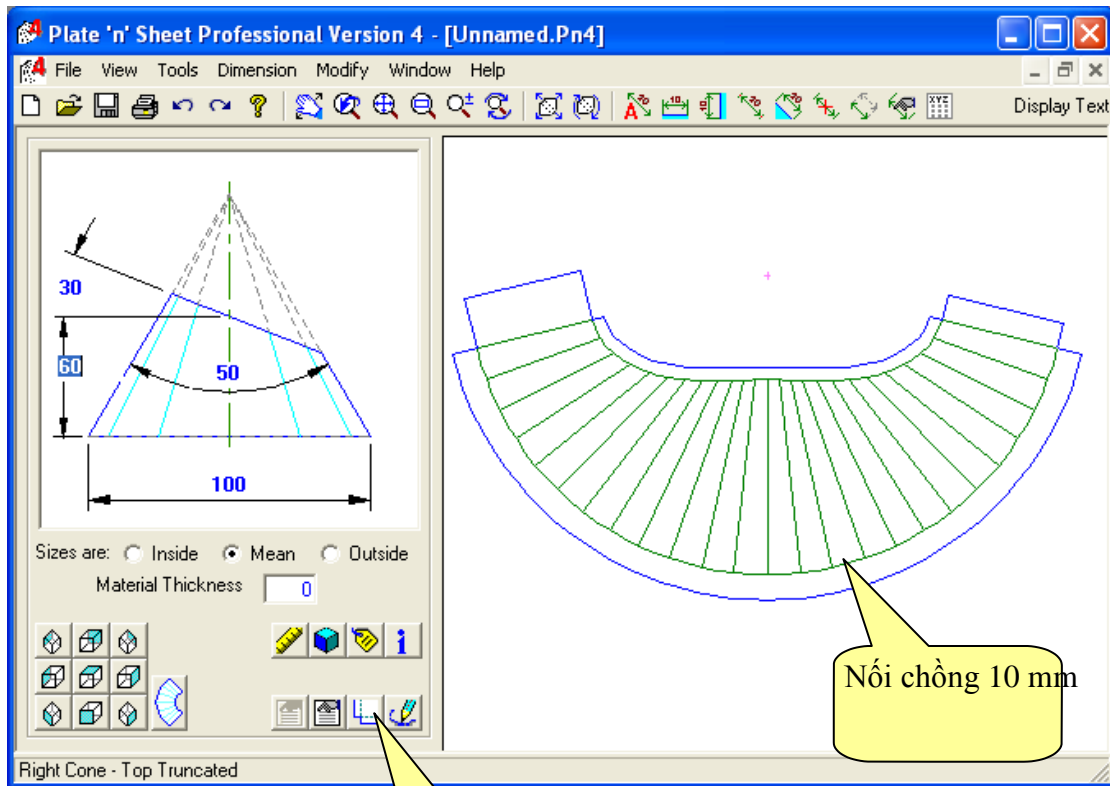 Plate 'n' Sheet Professional Version 4 - [Unnamed.Pn4]
File View Tools Dimension Modify Window Help
Display Text
30
60
50
100
Sizes are: Inside Mean Outside
Material Thickness 0
Nối chồng 10 mm
Right Cone - Top Truncated